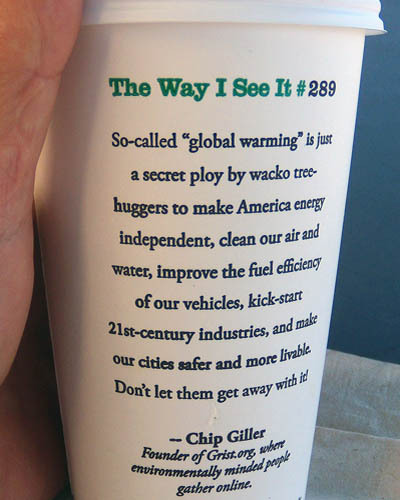 The Way I See It #289
So-called “global warming” is just
a secret ploy by wacko tree-
huggers to make America energy
independent, clean our air and
water, improve the fuel efficiency
of our vehicles, kick-start
21st-century industries, and make
our cities safer and more livable.
Don’t let them get away with it!
-- Chip Giller
Founder of Grist.org, where
environmentally minded people
gather online.